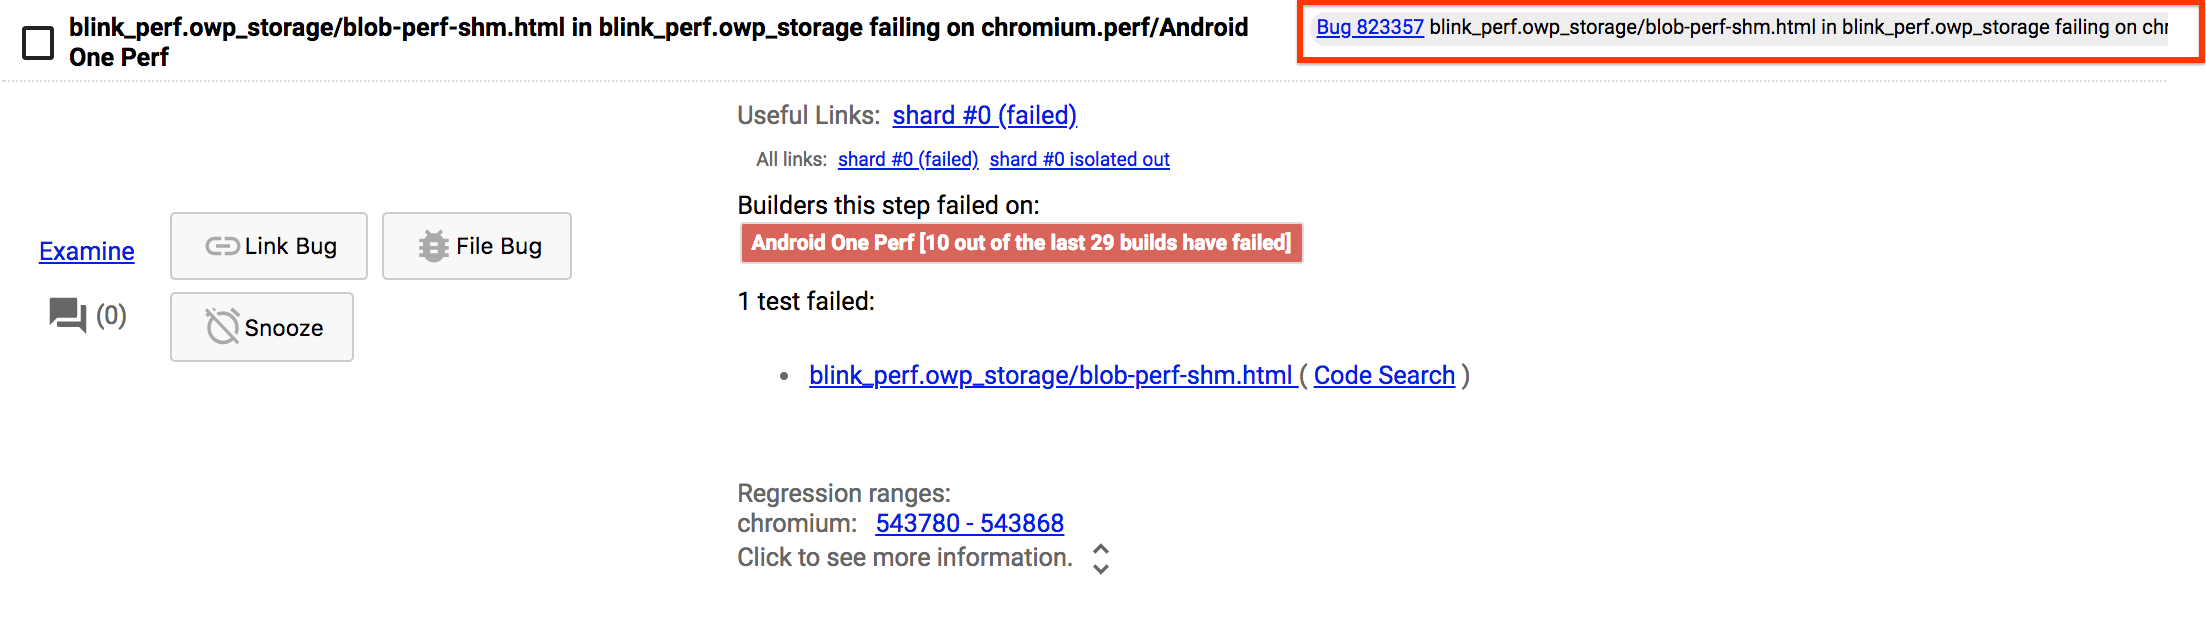 blink_perf.owp_storage/blob-perf-shm.html in blink_perf.owp_storage failing on chromium.perf/Android
One Perf
Bug 823357 blink_perf.owp_storage/blob-perf-shm.html in blink_perf.owp_storage failing on chr
Useful Links: shard #0 (failed)
All links: shard #0 (failed) shard #0 isolated out
Builders this step failed on:
Android One Perf [10 out of the last 29 builds have failed]
Examine
Link Bug
File Bug
(0)
Snooze
1 test failed:
• blink_perf.owp_storage/blob-perf-shm.html ( Code Search )
Regression ranges:
chromium: 543780 - 543868
Click to see more information.